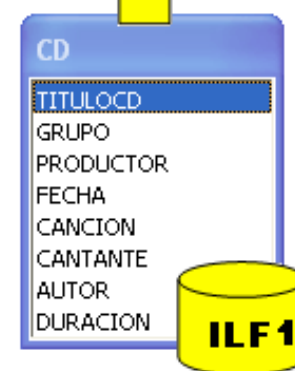 CD
TITULOCD
GRUPO
PRODUCTOR
FECHA
CANCION
CANTANTE
AUTOR
DURACION
ILF1